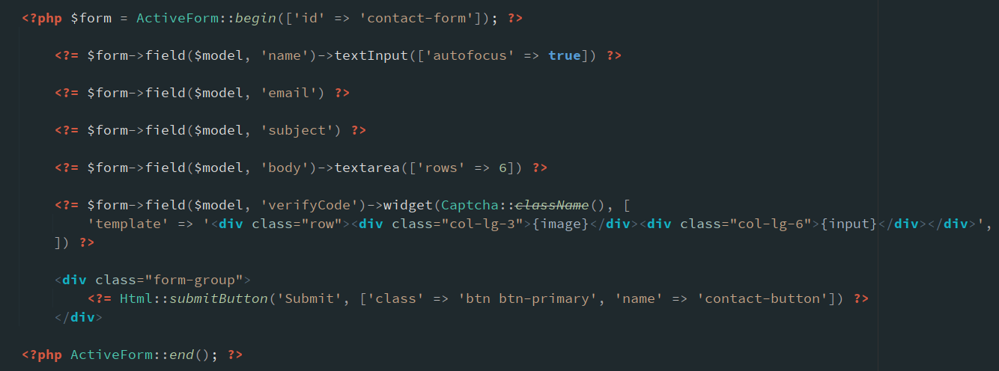 <?php $form = ActiveForm::begin(['id' => 'contact-form']); ?>
<?= $form->field($model, 'name')->textInput(['autofocus' => true]) ?>
<?= $form->field($model, 'email') ?>
<?= $form->field($model, 'subject') ?>
<?= $form->field($model, 'body')->textarea(['rows' => 6]) ?>
<?= $form->field($model, 'verifyCode')->widget(Captcha::className(), [
'template' => '<div class="row"><div class="col-lg-3">{image}</div><div class="col-lg-6">{input}</div></div>',
]) ?>
<div class="form-group">
<?= Html::submitButton('Submit', ['class' => 'btn btn-primary', 'name' => 'contact-button']) ?>
</div>
<?php ActiveForm::end(); ?>